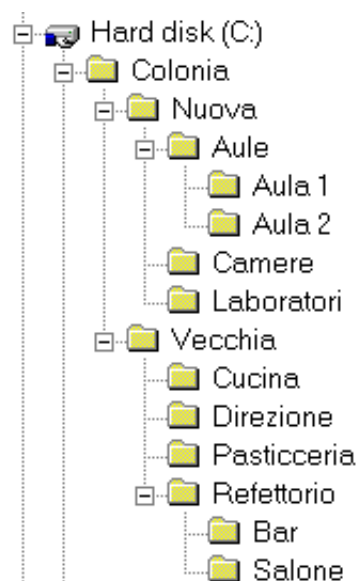 Hard disk (C:)
Colonia
Nuova
Aule
Aula 1
Aula 2
Camere
Laboratori
Vecchia
Cucina
Direzione
Pasticceria
Refettorio
Bar
Salone